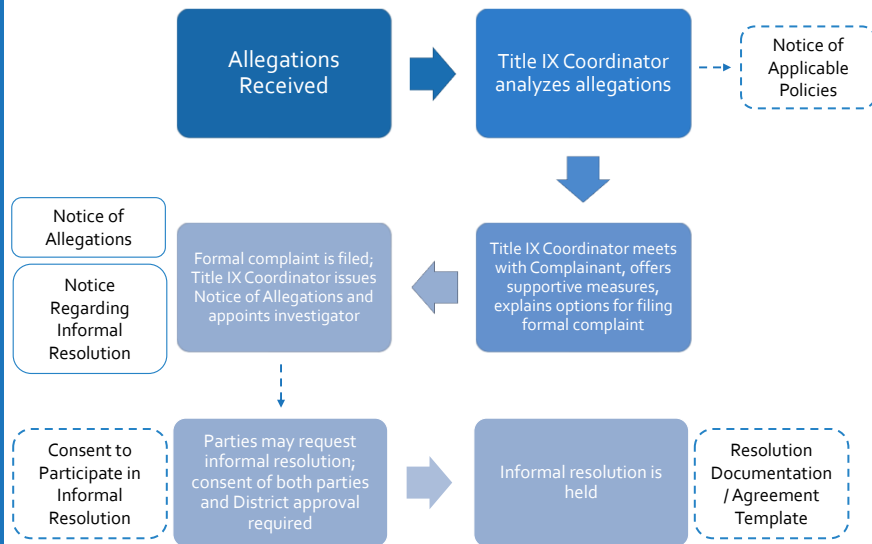 Allegations
Received
Title IX Coordinator
analyzes allegations
Notice of
Applicable
Policies
Notice of
Allegations
Notice
Regarding
Informal
Resolution
Formal complaint is filed;
Title IX Coordinator issues
Notice of Allegations and
appoints investigator
Title IX Coordinator meets
with Complainant, offers
supportive measures,
explains options for filing
formal complaint
Consent to
Participate in
Informal
Resolution
Parties may request
informal resolution;
consent of both parties
and District approval
required
Informal resolution is
held
Resolution
Documentation
/ Agreement
Template